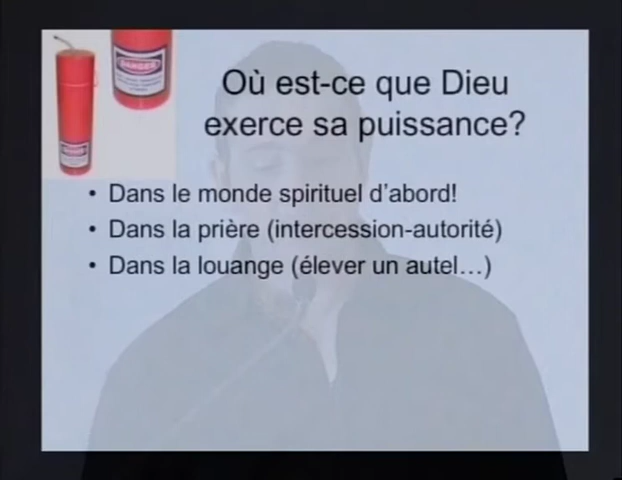 DANGER
DANGER
Où est-ce que Dieu
exerce sa puissance?
• Dans le monde spirituel d'abord!
• Dans la prière (intercession-autorité)
• Dans la louange (élever un autel…)